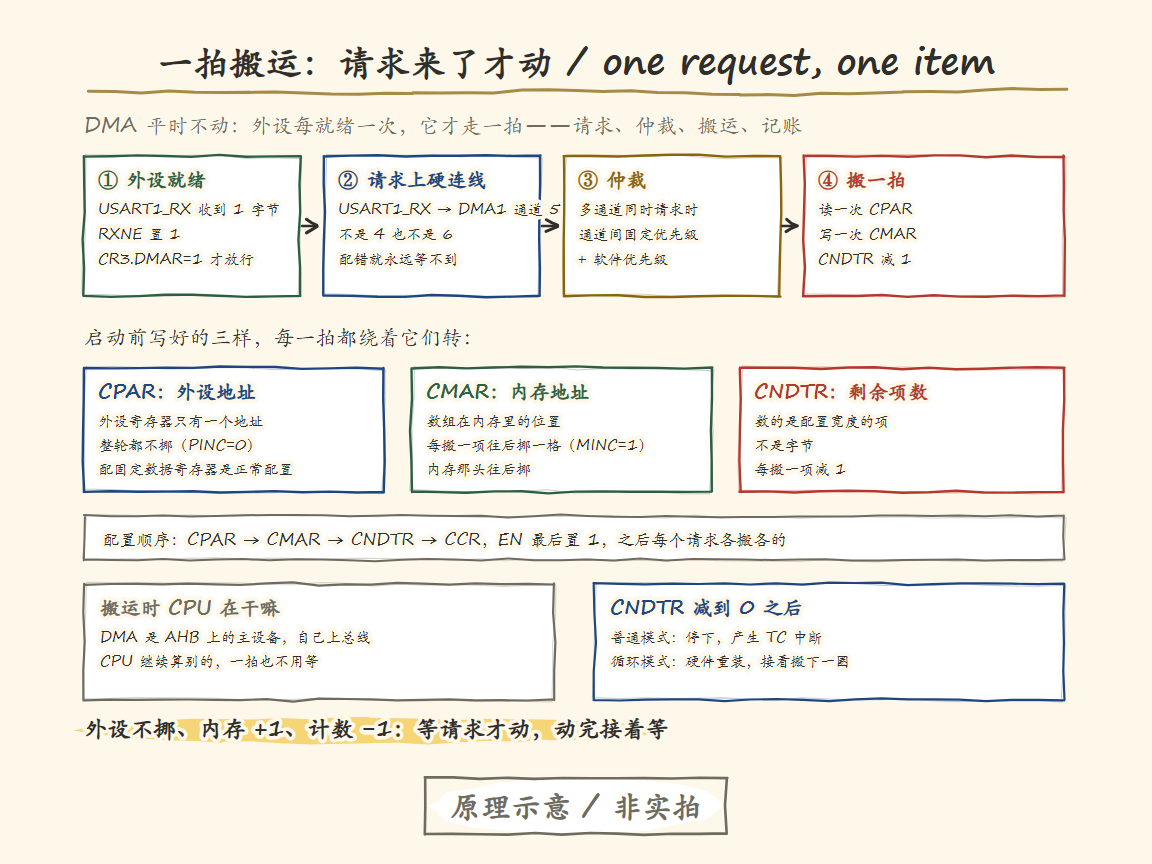 一拍搬运：请求来了才动 / one request, one item
DMA 平时不动：外设每就绪一次，它才走一拍——请求、仲裁、搬运、记账
① 外设就绪
USART1_RX 收到 1 字节
RXNE 置 1
CR3.DMAR=1 才放行
② 请求上硬连线
USART1_RX → DMA1 通道 5
不是 4 也不是 6
配错就永远等不到
③ 仲裁
多通道同时请求时
通道间固定优先级
+ 软件优先级
④ 搬一拍
读一次 CPAR
写一次 CMAR
CNDTR 减 1
启动前写好的三样，每一拍都绕着它们转：
CPAR：外设地址
外设寄存器只有一个地址
整轮都不挪（PINC=0）
配固定数据寄存器是正常配置
CMAR：内存地址
数组在内存里的位置
每搬一项往后挪一格（MINC=1）
内存那头往后挪
CNDTR：剩余项数
数的是配置宽度的项
不是字节
每搬一项减 1
配置顺序：CPAR → CMAR → CNDTR → CCR，EN 最后置 1，之后每个请求各搬各的
搬运时 CPU 在干嘛
DMA 是 AHB 上的主设备，自己上总线
CPU 继续算别的，一拍也不用等
CNDTR 减到 0 之后
普通模式：停下，产生 TC 中断
循环模式：硬件重装，接着搬下一圈
外设不挪、内存 +1、计数 -1：等请求才动，动完接着等
原理示意 / 非实拍